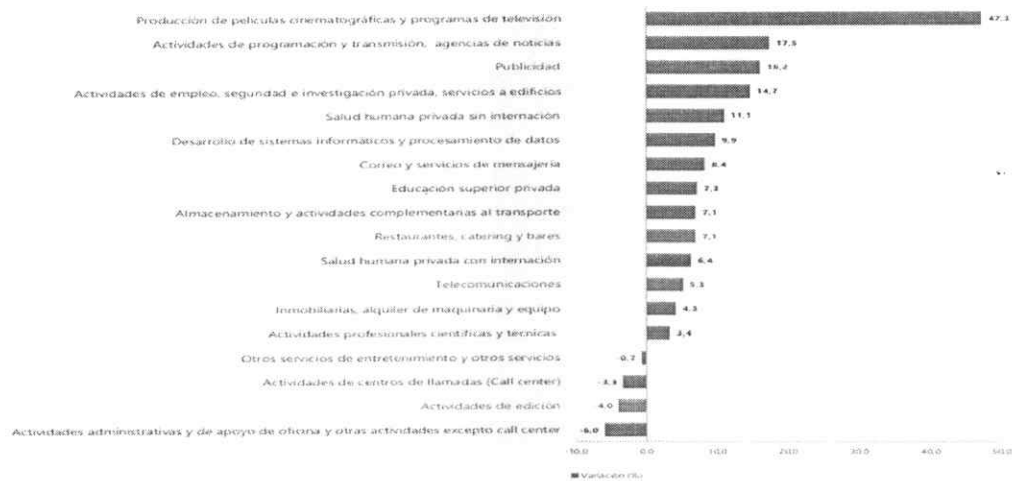 Producción de películas cinematográficas y programas de televisión 47,3
Actividades de programación y transmisión, agencias de noticias 17,5
Publicidad 16,2
Actividades de empleo, seguridad e investigación privada, servicios a edificios 14,7
Salud humana privada sin internación 11,1
Desarrollo de sistemas informáticos y procesamiento de datos 9,9
Correo y servicios de mensajería 8,4
Educación superior privada 7,3
Almacenamiento y actividades complementarias al transporte 7,1
Restaurantes, catering y bares 7,1
Salud humana privada con internación 6,4
Telecomunicaciones 5,3
Inmobiliarias, alquiler de maquinaria y equipo 4,3
Actividades profesionales científicas y técnicas 3,4
Otros servicios de entretenimiento y otros servicios -0,7
Actividades de centros de llamadas (Call center) -3,3
Actividades de edición 4,0
Actividades administrativas y de apoyo de oficina y otras actividades excepto call center -6,0
-10,0 0,0 10,0 20,0 30,0 40,0 50,0
Variación (%)